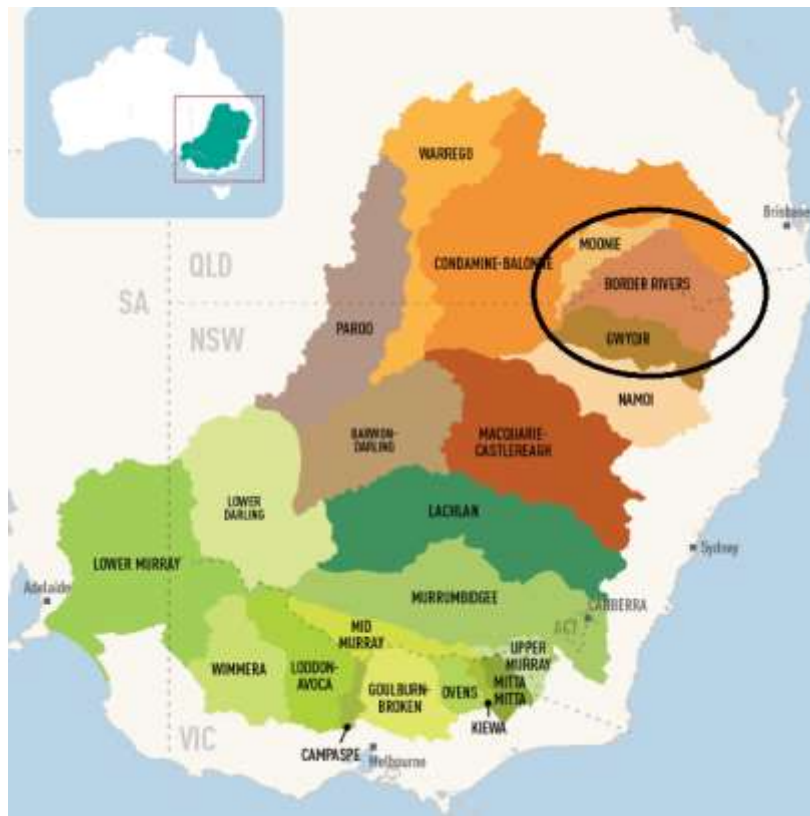 WARREGO
Brisbane
MOONIE
QLD
CONDAMINE-BALONNE
BORDER RIVERS
SA
NSW
PAROO
GWYDIR
NAMOI
BARWON-
DARLING
MACQUARIE-
CASTLEREAGH
LOWER
DARLING
LACHLAN
Sydney
LOWER MURRAY
Adelaide
MURRUMBIDGEE
CANBERRA
ACT
MID
MURRAY
UPPER
MURRAY
WIMMERA
LODDON-
AVOCA
GOULBURN-
BROKEN
OVENS
MITTA
MITTA
KIEWA
VIC
CAMPASPE
Melbourne